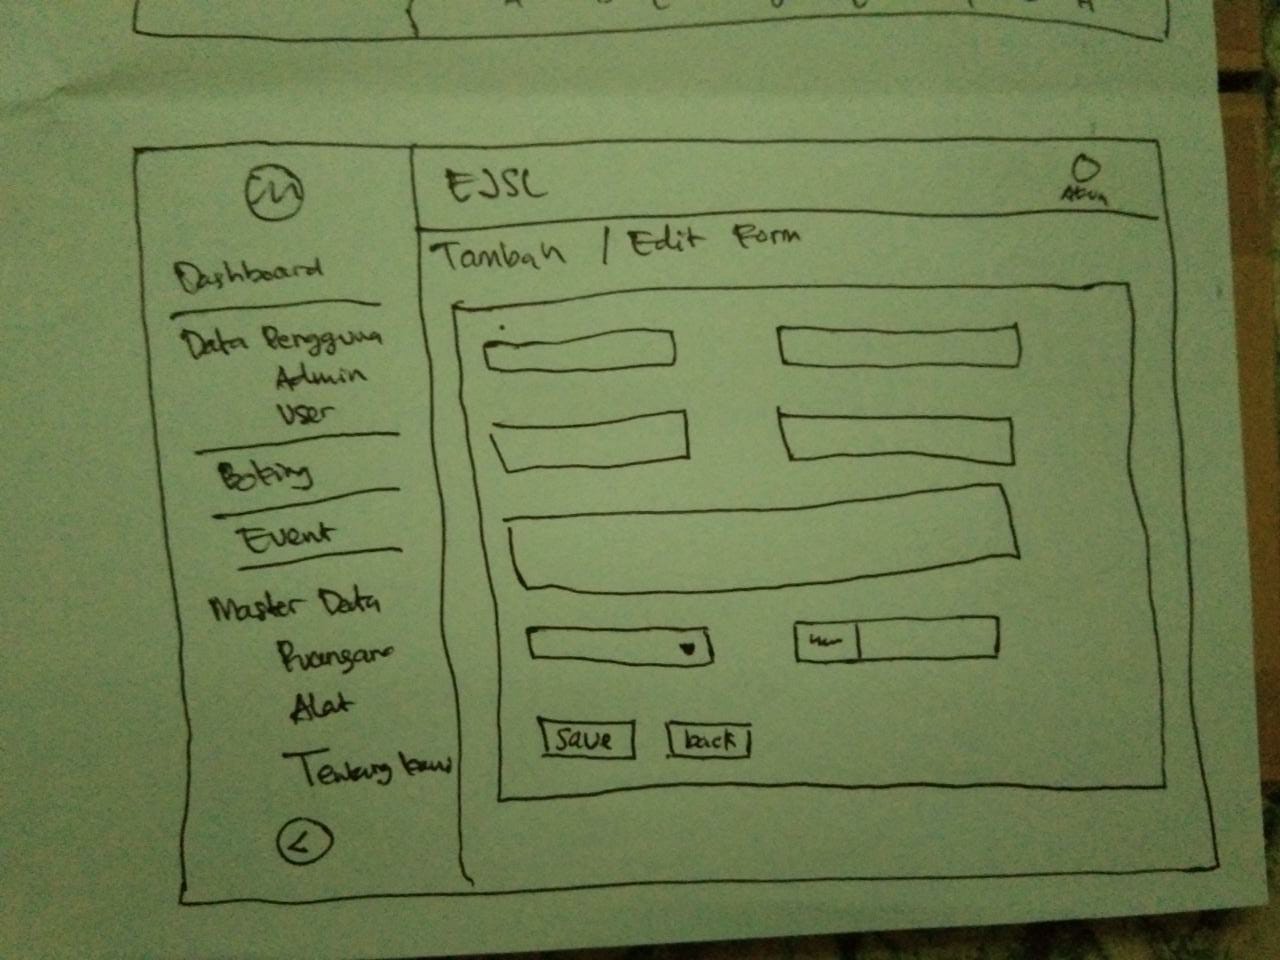 EJSC
Akun
Tambah / Edit Form
Dashboard
Data Pengguna
Admin
User
Boking
Event
Master Data
Ruangan
Alat
Tentang kami
save
back